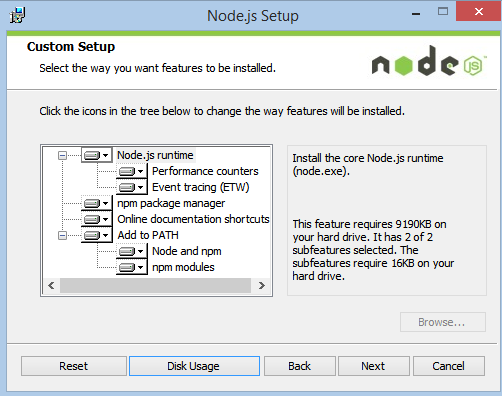 Node.js Setup
Custom Setup
Select the way you want features to be installed.
node JS
Click the icons in the tree below to change the way features will be installed.
Node.js runtime
Performance counters
Event tracing (ETW)
npm package manager
Online documentation shortcuts
Add to PATH
Node and npm
npm modules
Install the core Node.js runtime
(node.exe).
This feature requires 9190KB on
your hard drive. It has 2 of 2
subfeatures selected. The
subfeatures require 16KB on your
hard drive.
Browse...
Reset
Disk Usage
Back
Next
Cancel